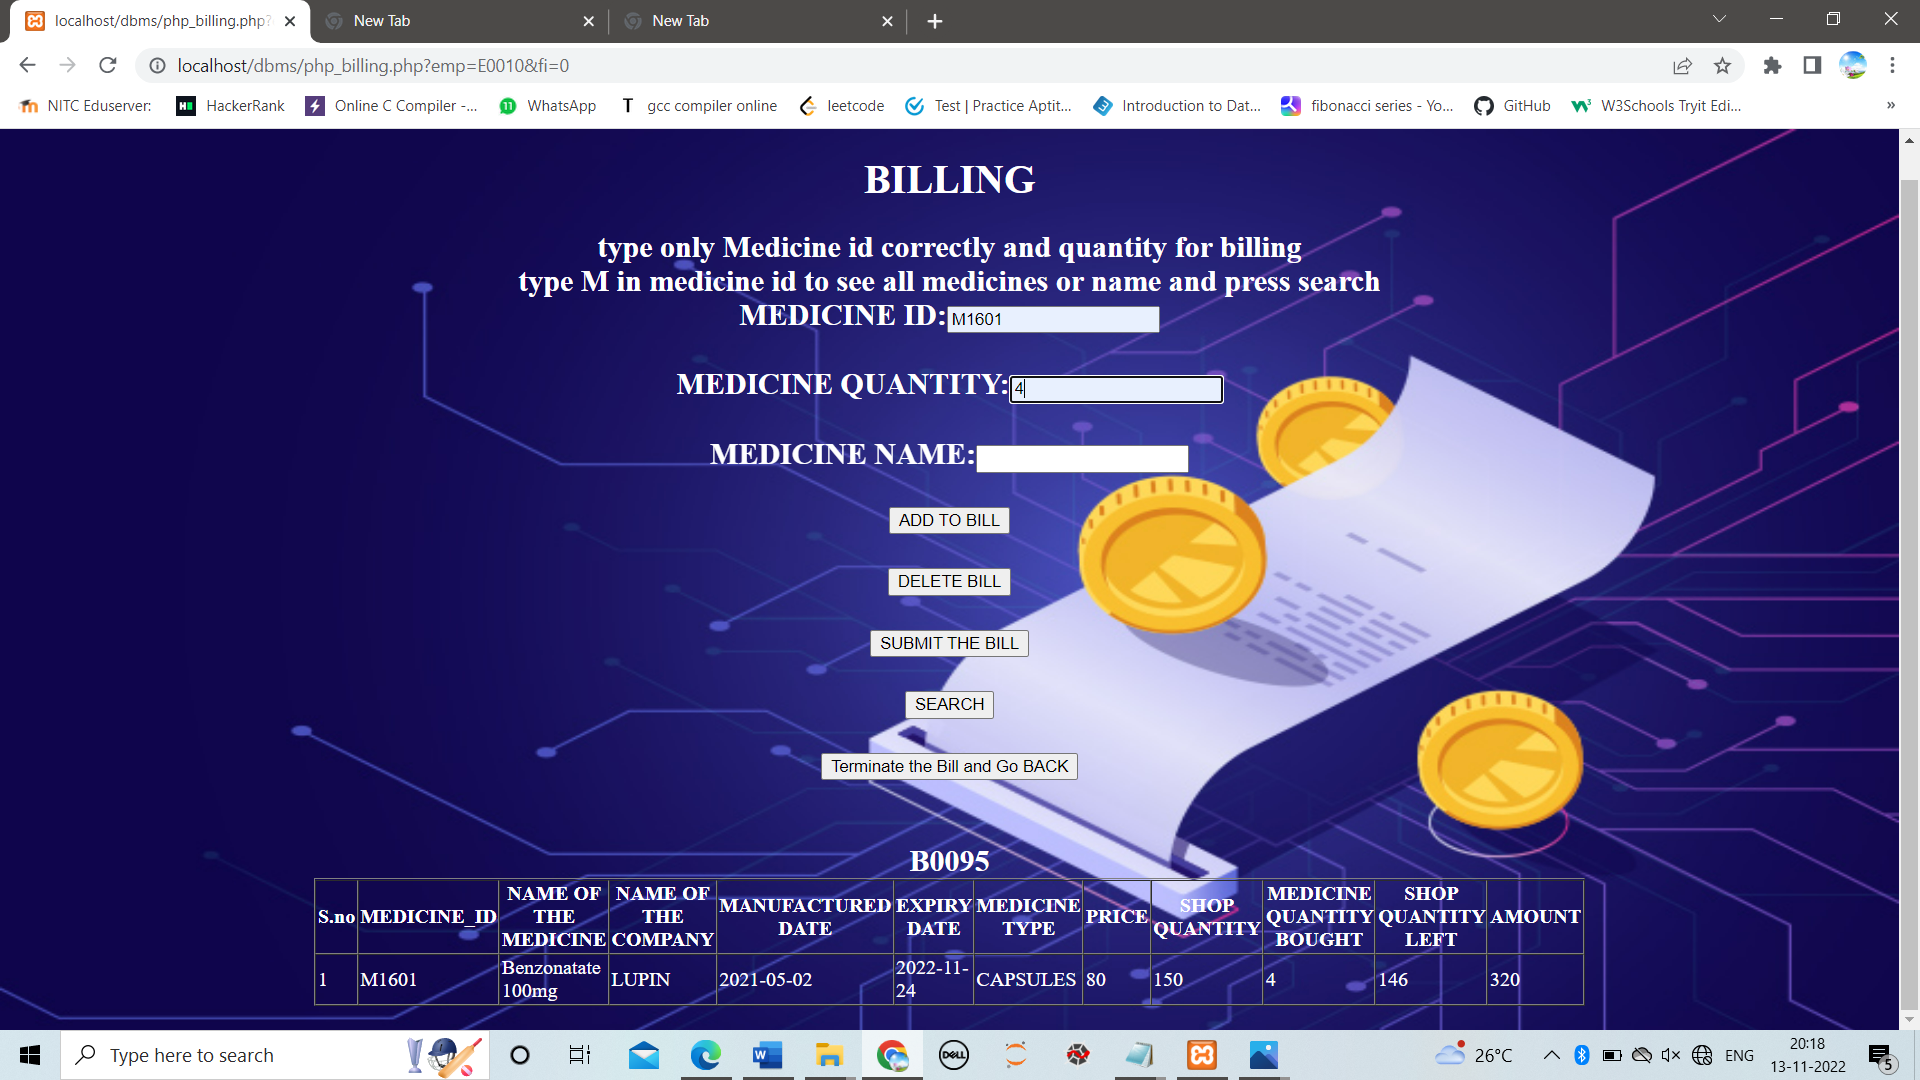 localhost/dbms/php_billing.php?
New Tab
New Tab
localhost/dbms/php_billing.php?emp=E0010&fi=0
NITC Eduserver:
HackerRank
Online C Compiler -...
WhatsApp
gcc compiler online
leetcode
Test | Practice Aptit...
Introduction to Dat...
fibonacci series - Yo...
GitHub
W3Schools Tryit Edi...
BILLING
type only Medicine id correctly and quantity for billing
type M in medicine id to see all medicines or name and press search
MEDICINE ID: M1601
MEDICINE QUANTITY: 4
MEDICINE NAME:
ADD TO BILL
DELETE BILL
SUBMIT THE BILL
SEARCH
Terminate the Bill and Go BACK
B0095
S.no MEDICINE_ID NAME OF THE MEDICINE NAME OF THE COMPANY MANUFACTURED DATE EXPIRY DATE MEDICINE TYPE PRICE SHOP QUANTITY MEDICINE QUANTITY BOUGHT SHOP QUANTITY LEFT AMOUNT
1 M1601 Benzonatate 100mg LUPIN 2021-05-02 2022-11-24 CAPSULES 80 150 4 146 320
Type here to search
DELL
26°C
ENG
20:18
13-11-2022
5